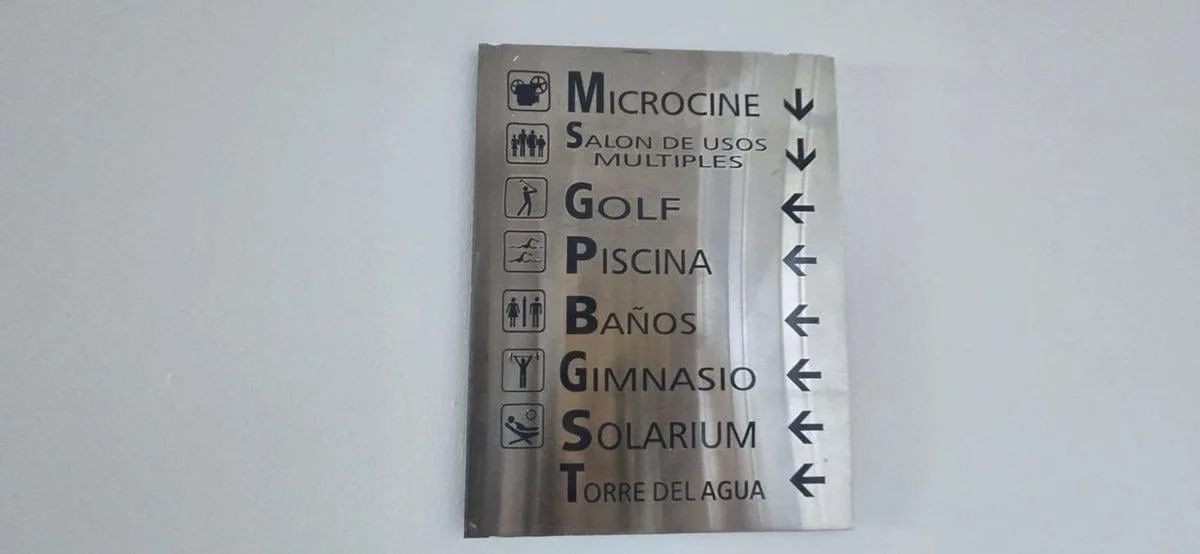 MICROCINE
SALON DE USOS
MULTIPLES
GOLF
PISCINA
BAÑOS
GIMNASIO
SOLARIUM
TORRE DEL AGUA